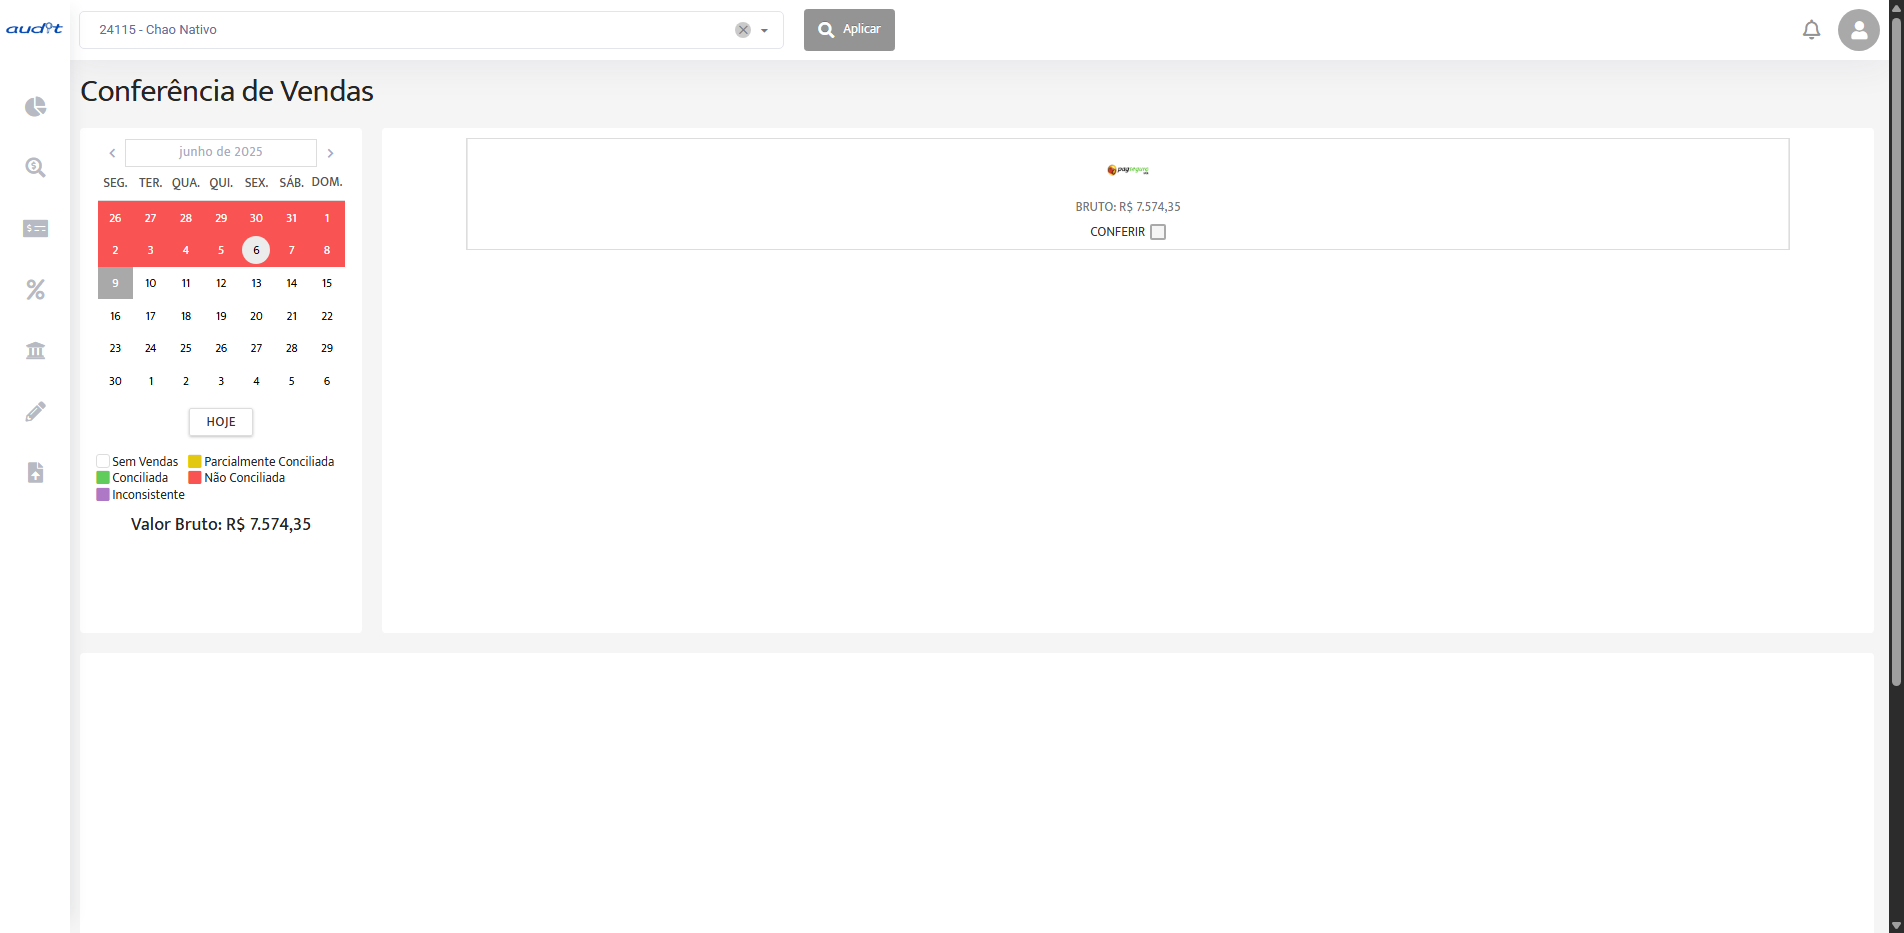 audit
24115 - Chao Nativo
Aplicar
Conferência de Vendas
junho de 2025
SEG. TER. QUA. QUI. SEX. SÁB. DOM.
26 27 28 29 30 31 1
2 3 4 5 6 7 8
9 10 11 12 13 14 15
16 17 18 19 20 21 22
23 24 25 26 27 28 29
30 1 2 3 4 5 6
HOJE
Sem Vendas Parcialmente Conciliada
Conciliada Não Conciliada
Inconsistente
Valor Bruto: R$ 7.574,35
pagseguro
BRUTO: R$ 7.574,35
CONFERIR